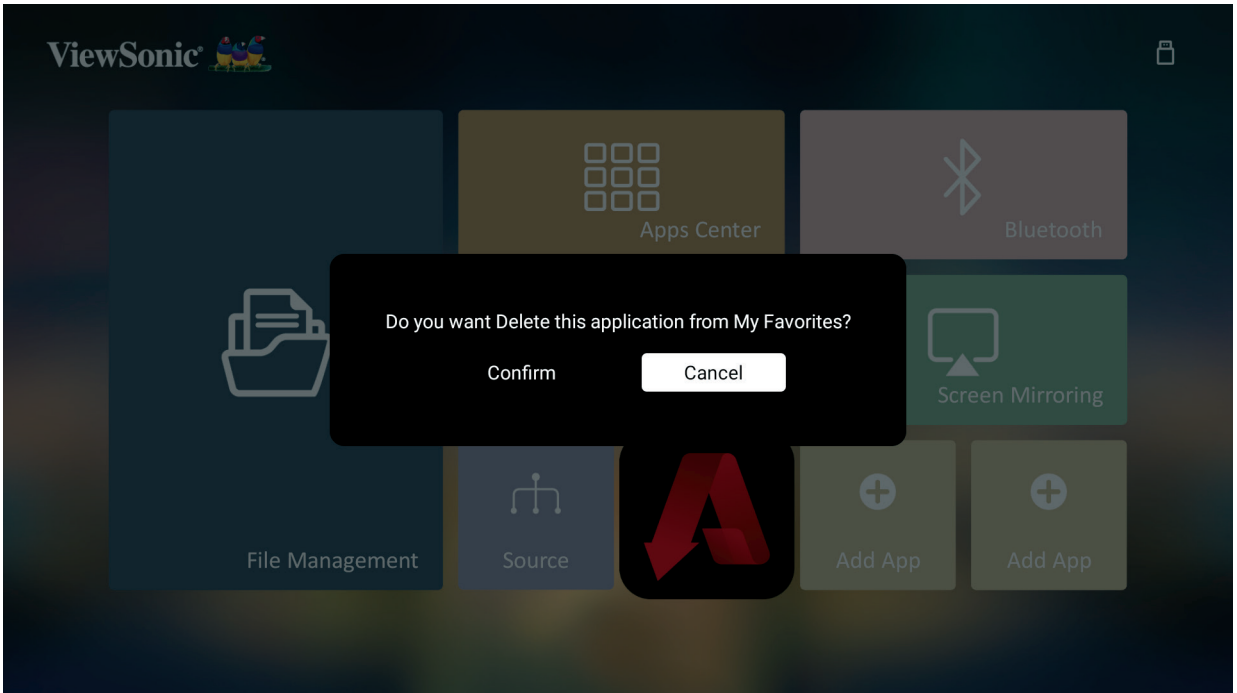 ViewSonic®
Apps Center
Bluetooth
Do you want Delete this application from My Favorites?
Confirm
Cancel
Screen Mirroring
File Management
Source
Add App
Add App